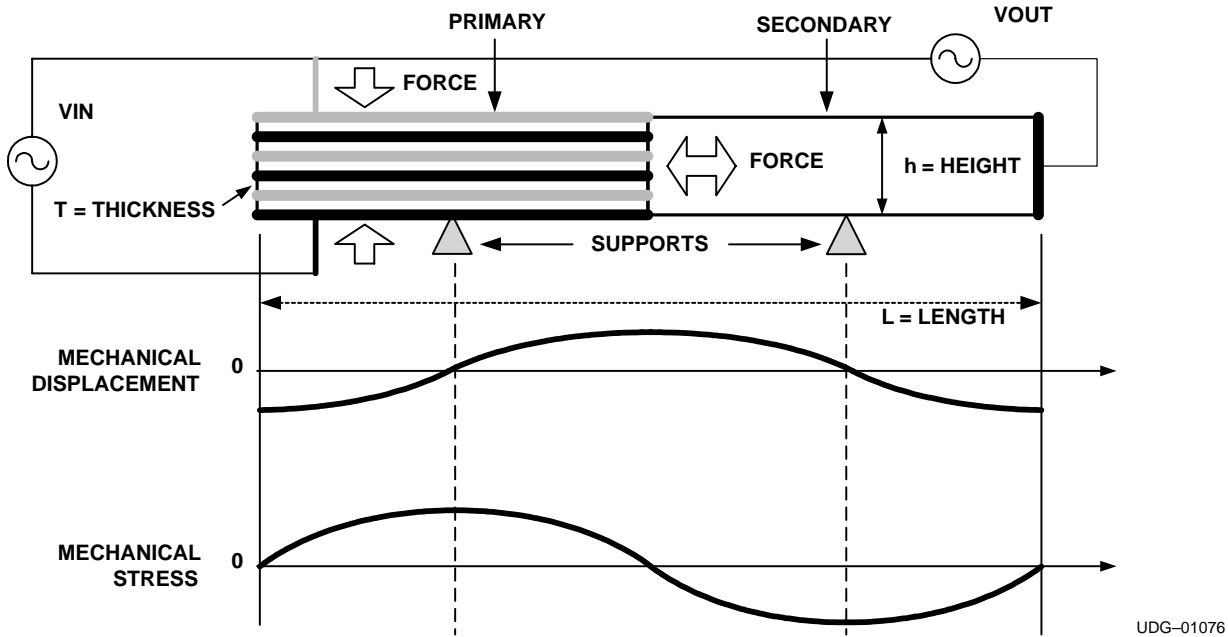 PRIMARY
SECONDARY
VOUT
FORCE
VIN
FORCE
h = HEIGHT
T = THICKNESS
SUPPORTS
L = LENGTH
MECHANICAL
DISPLACEMENT
0
MECHANICAL
STRESS
0
UDG–01076